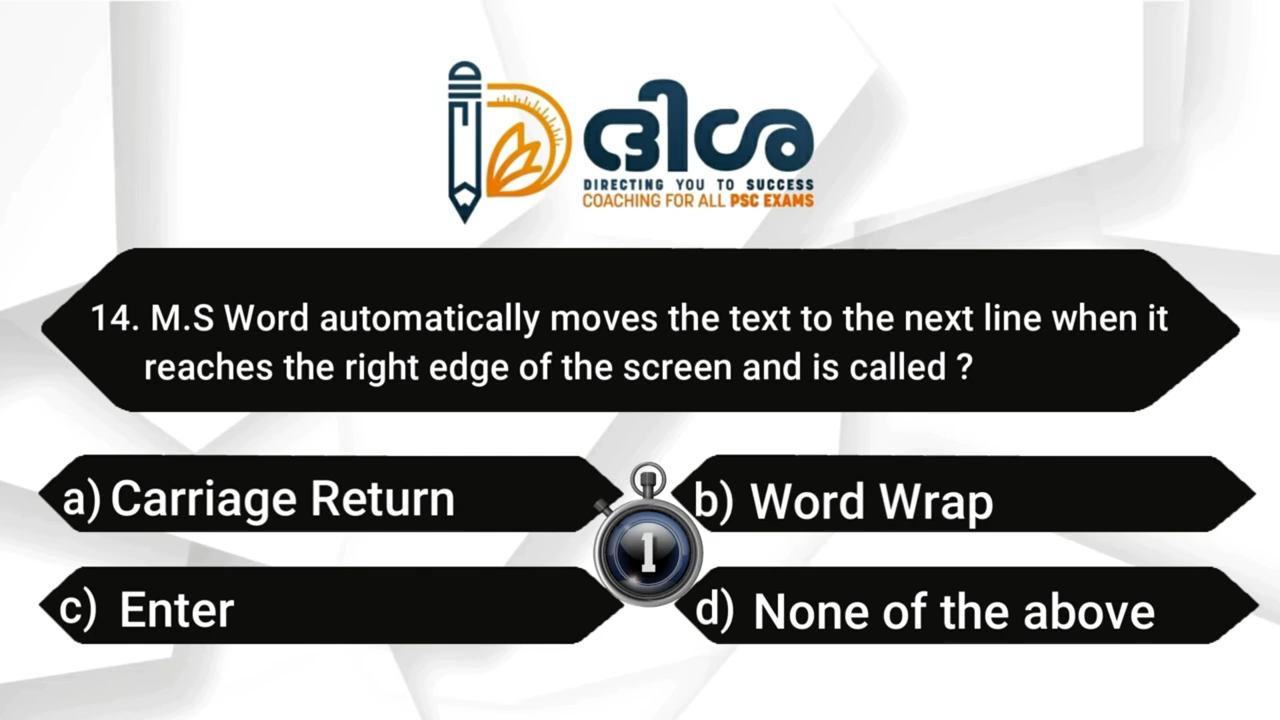 ദിശ
DIRECTING YOU TO SUCCESS
COACHING FOR ALL PSC EXAMS
14. M.S Word automatically moves the text to the next line when it
reaches the right edge of the screen and is called ?
a) Carriage Return
b) Word Wrap
1
c) Enter
d) None of the above